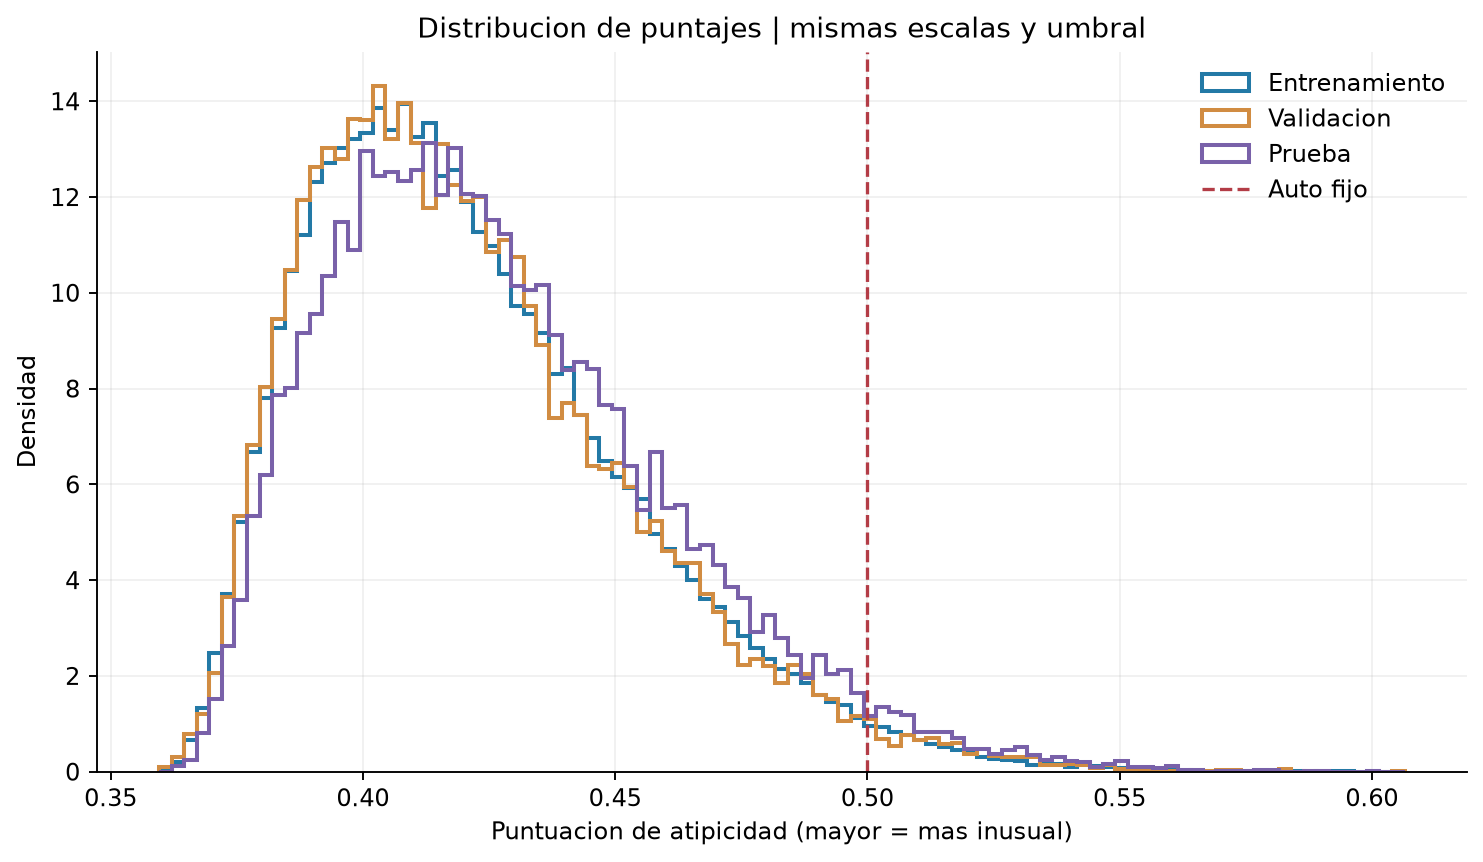 Distribucion de puntajes | mismas escalas y umbral
Entrenamiento
Validacion
Prueba
Auto fijo
Densidad
14
12
10
8
6
4
2
0
0.35 0.40 0.45 0.50 0.55 0.60
Puntuacion de atipicidad (mayor = mas inusual)